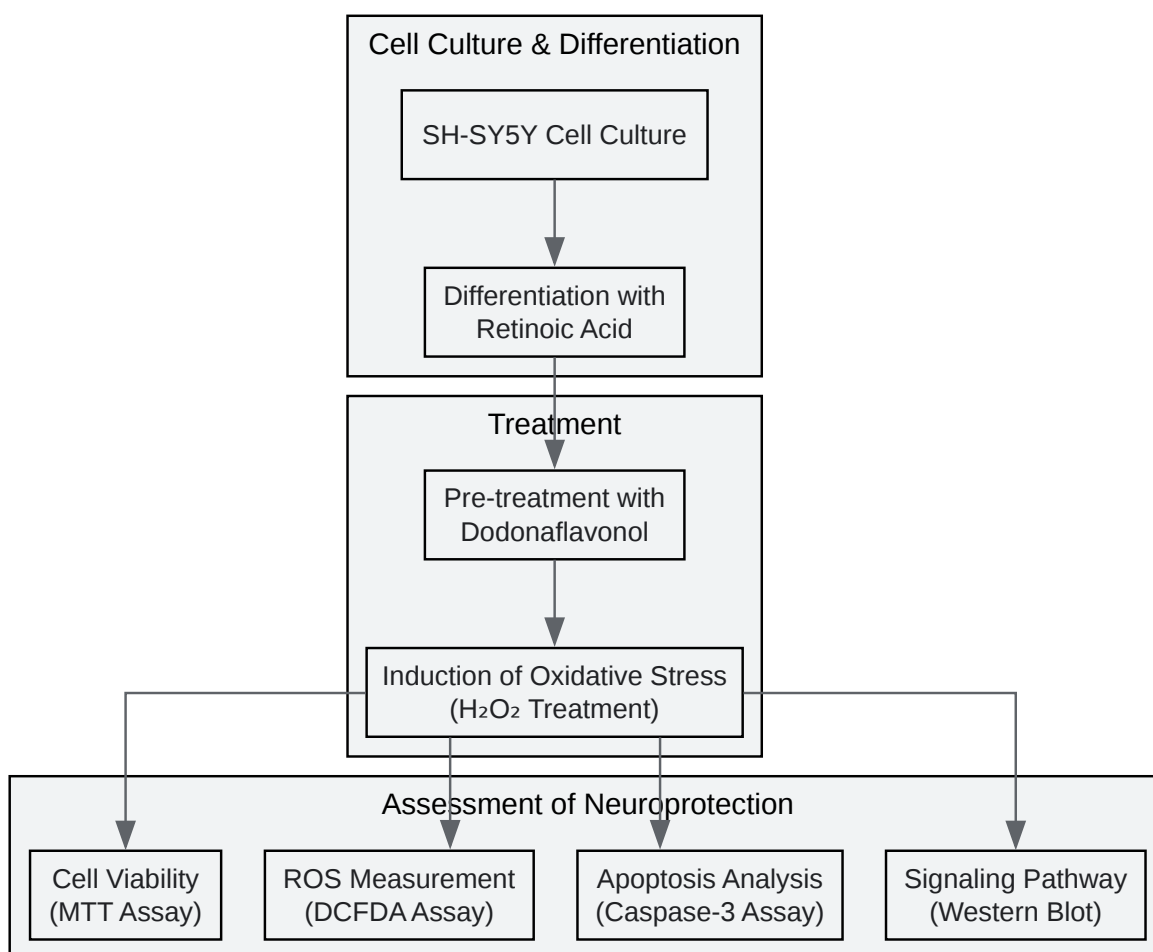 Cell Culture & Differentiation
SH-SY5Y Cell Culture
Differentiation with
Retinoic Acid
Treatment
Pre-treatment with
Dodonaflavonol
Induction of Oxidative Stress
(H₂O₂ Treatment)
Assessment of Neuroprotection
Cell Viability
(MTT Assay)
ROS Measurement
(DCFDA Assay)
Apoptosis Analysis
(Caspase-3 Assay)
Signaling Pathway
(Western Blot)